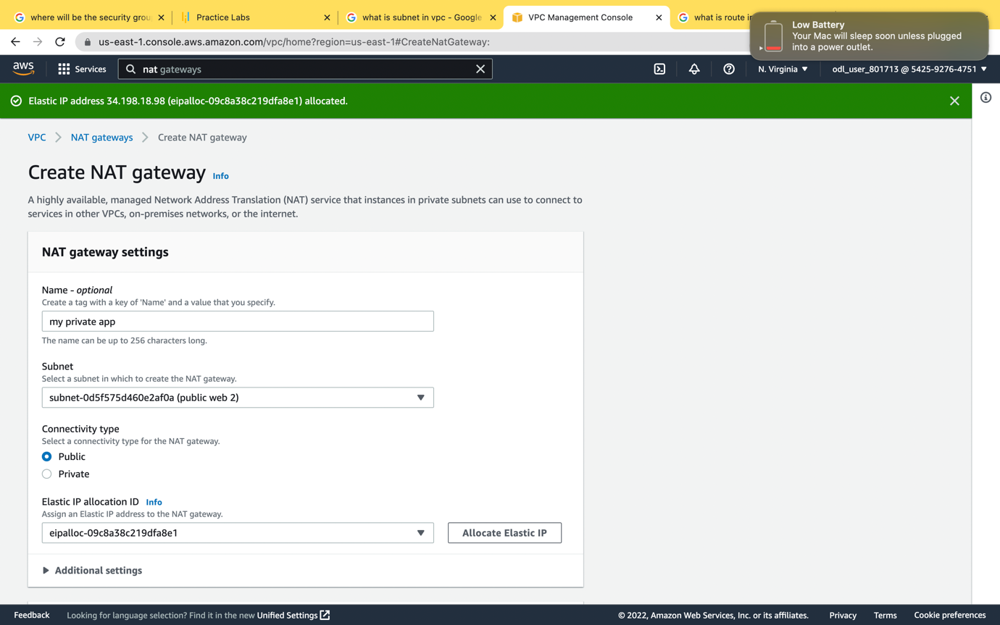 where will be the security grou
Practice Labs
what is subnet in vpc - Google
VPC Management Console
what is route i
Low Battery
Your Mac will sleep soon unless plugged
into a power outlet.
us-east-1.console.aws.amazon.com/vpc/home?region=us-east-1#CreateNatGateway:
aws
Services
nat gateways
N. Virginia
odl_user_801713 @ 5425-9276-4751
Elastic IP address 34.198.18.98 (eipalloc-09c8a38c219dfa8e1) allocated.
VPC
NAT gateways
Create NAT gateway
Create NAT gateway Info
A highly available, managed Network Address Translation (NAT) service that instances in private subnets can use to connect to
services in other VPCs, on-premises networks, or the internet.
NAT gateway settings
Name - optional
Create a tag with a key of 'Name' and a value that you specify.
my private app
The name can be up to 256 characters long.
Subnet
Select a subnet in which to create the NAT gateway.
subnet-0d5f575d460e2af0a (public web 2)
Connectivity type
Select a connectivity type for the NAT gateway.
Public
Private
Elastic IP allocation ID Info
Assign an Elastic IP address to the NAT gateway.
eipalloc-09c8a38c219dfa8e1
Allocate Elastic IP
Additional settings
Feedback
Looking for language selection? Find it in the new Unified Settings
© 2022, Amazon Web Services, Inc. or its affiliates.
Privacy
Terms
Cookie preferences